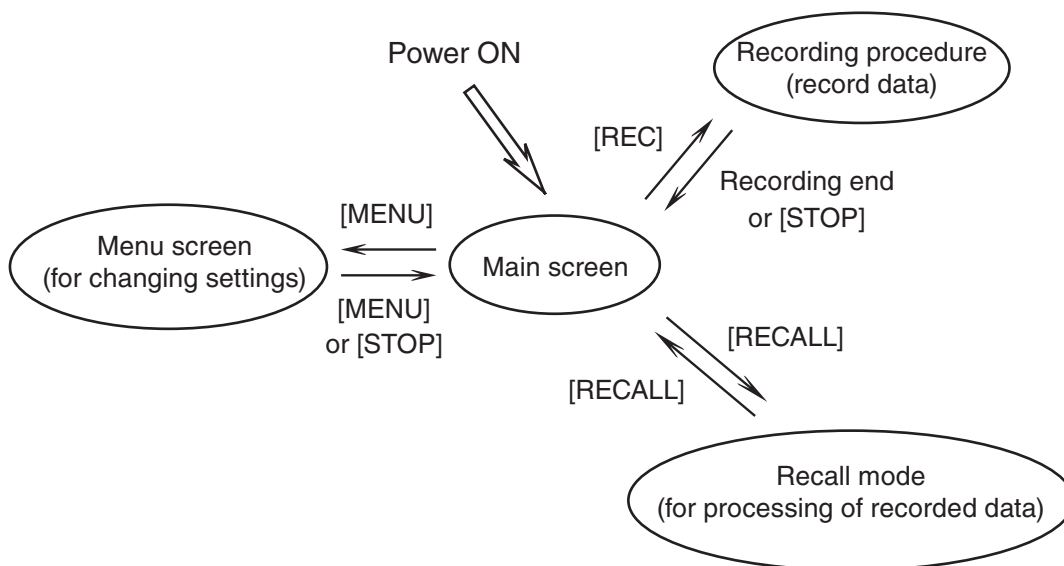 Power ON
Recording procedure
(record data)
[REC]
Recording end
or [STOP]
[MENU]
Menu screen
(for changing settings)
Main screen
[MENU]
or [STOP]
[RECALL]
[RECALL]
Recall mode
(for processing of recorded data)